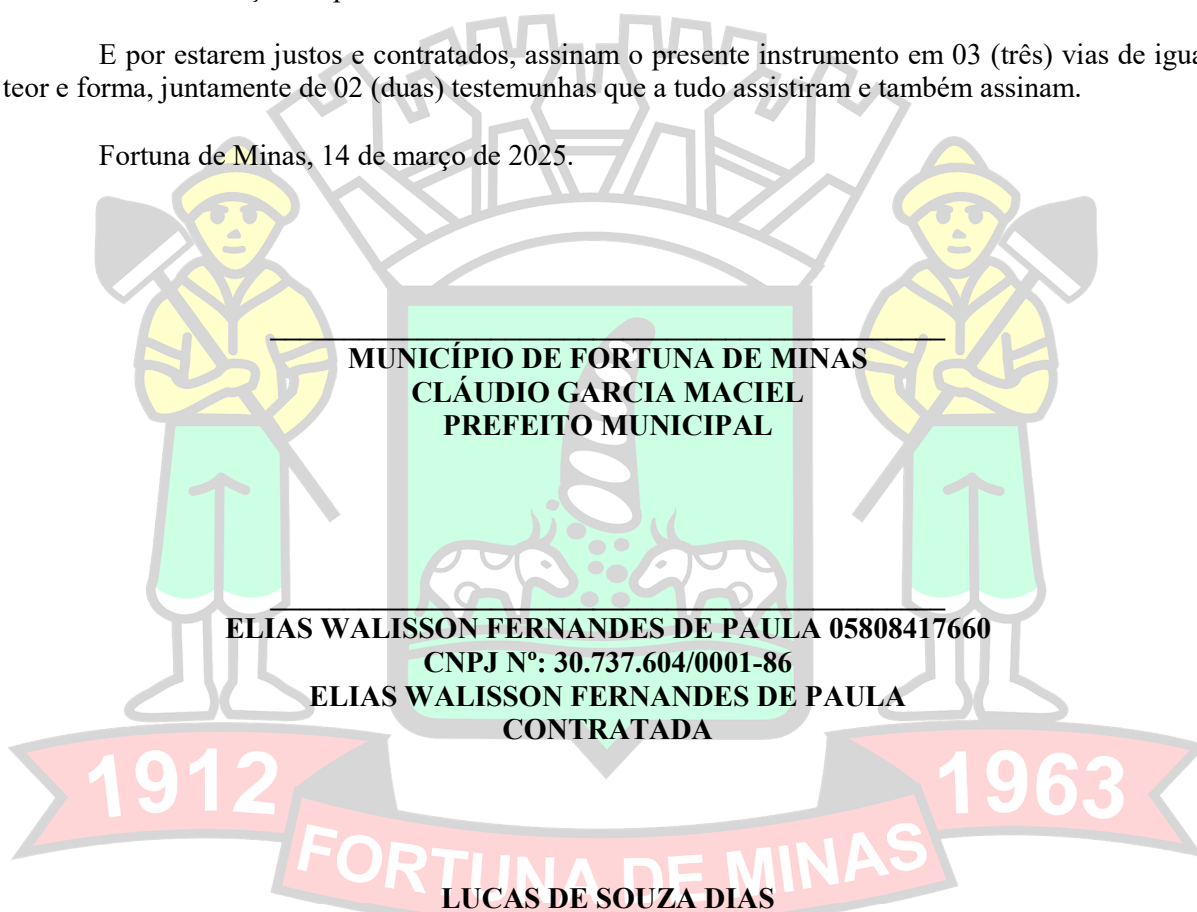 E por estarem justos e contratados, assinam o presente instrumento em 03 (três) vias de igua
teor e forma, juntamente de 02 (duas) testemunhas que a tudo assistiram e também assinam.
Fortuna de Minas, 14 de março de 2025.
MUNICÍPIO DE FORTUNA DE MINAS
CLÁUDIO GARCIA MACIEL
PREFEITO MUNICIPAL
ELIAS WALISSON FERNANDES DE PAULA 05808417660
CNPJ Nº: 30.737.604/0001-86
ELIAS WALISSON FERNANDES DE PAULA
CONTRATADA
1912
1963
FORTUNA DE MINAS
LUCAS DE SOUZA DIAS